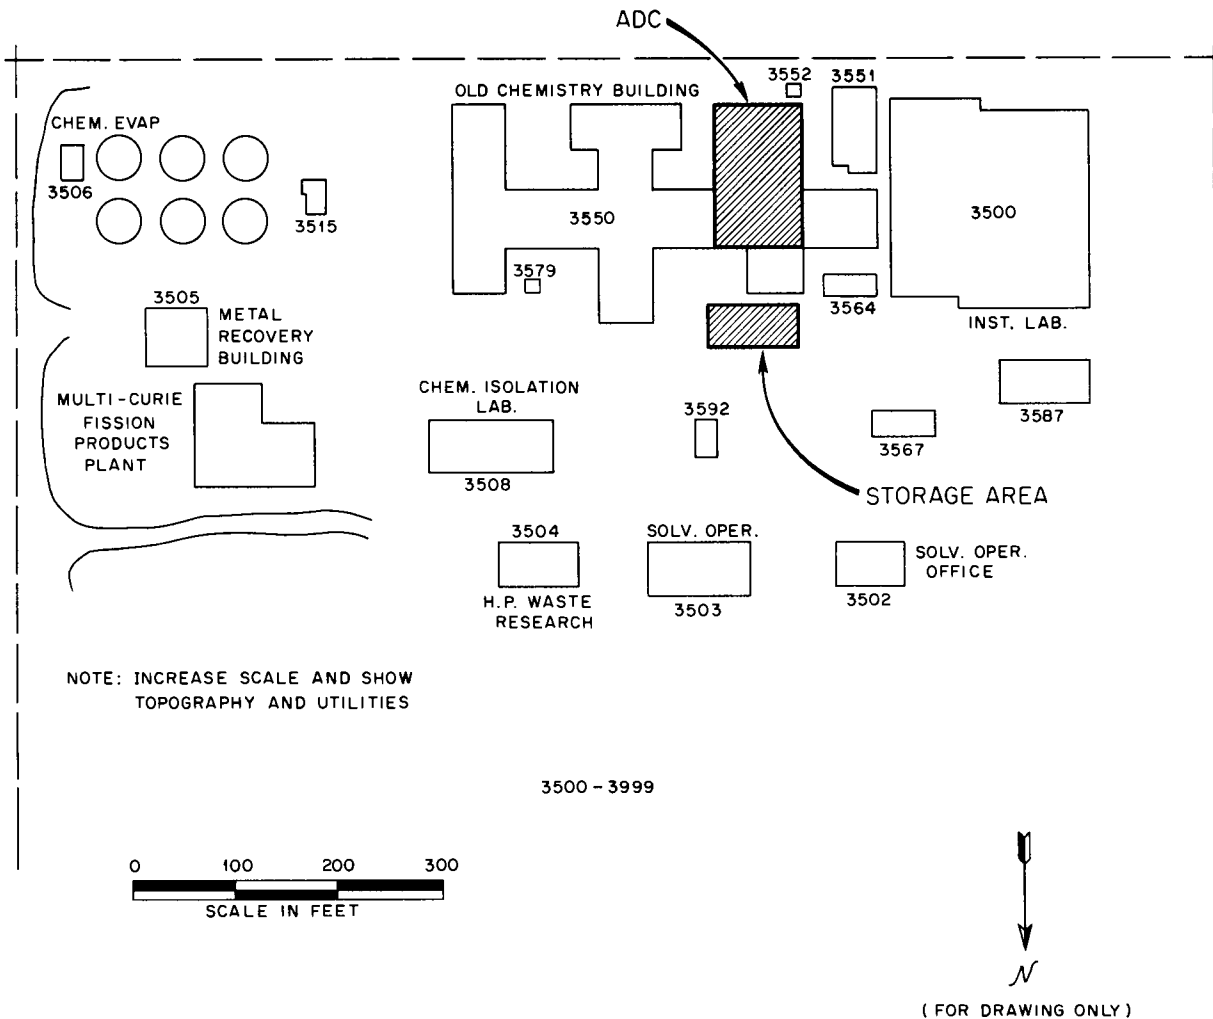 ADC
3552
3551
OLD CHEMISTRY BUILDING
CHEM. EVAP
3506
3515
3550
3500
3579
3564
3505
METAL
RECOVERY
BUILDING
INST. LAB.
MULTI-CURIE
FISSION
PRODUCTS
PLANT
CHEM. ISOLATION
LAB.
3508
3592
3587
3567
STORAGE AREA
3504
H.P. WASTE
RESEARCH
SOLV. OPER.
3503
3502
SOLV. OPER.
OFFICE
NOTE: INCREASE SCALE AND SHOW
TOPOGRAPHY AND UTILITIES
3500-3999
0 100 200 300
SCALE IN FEET
N
(FOR DRAWING ONLY)